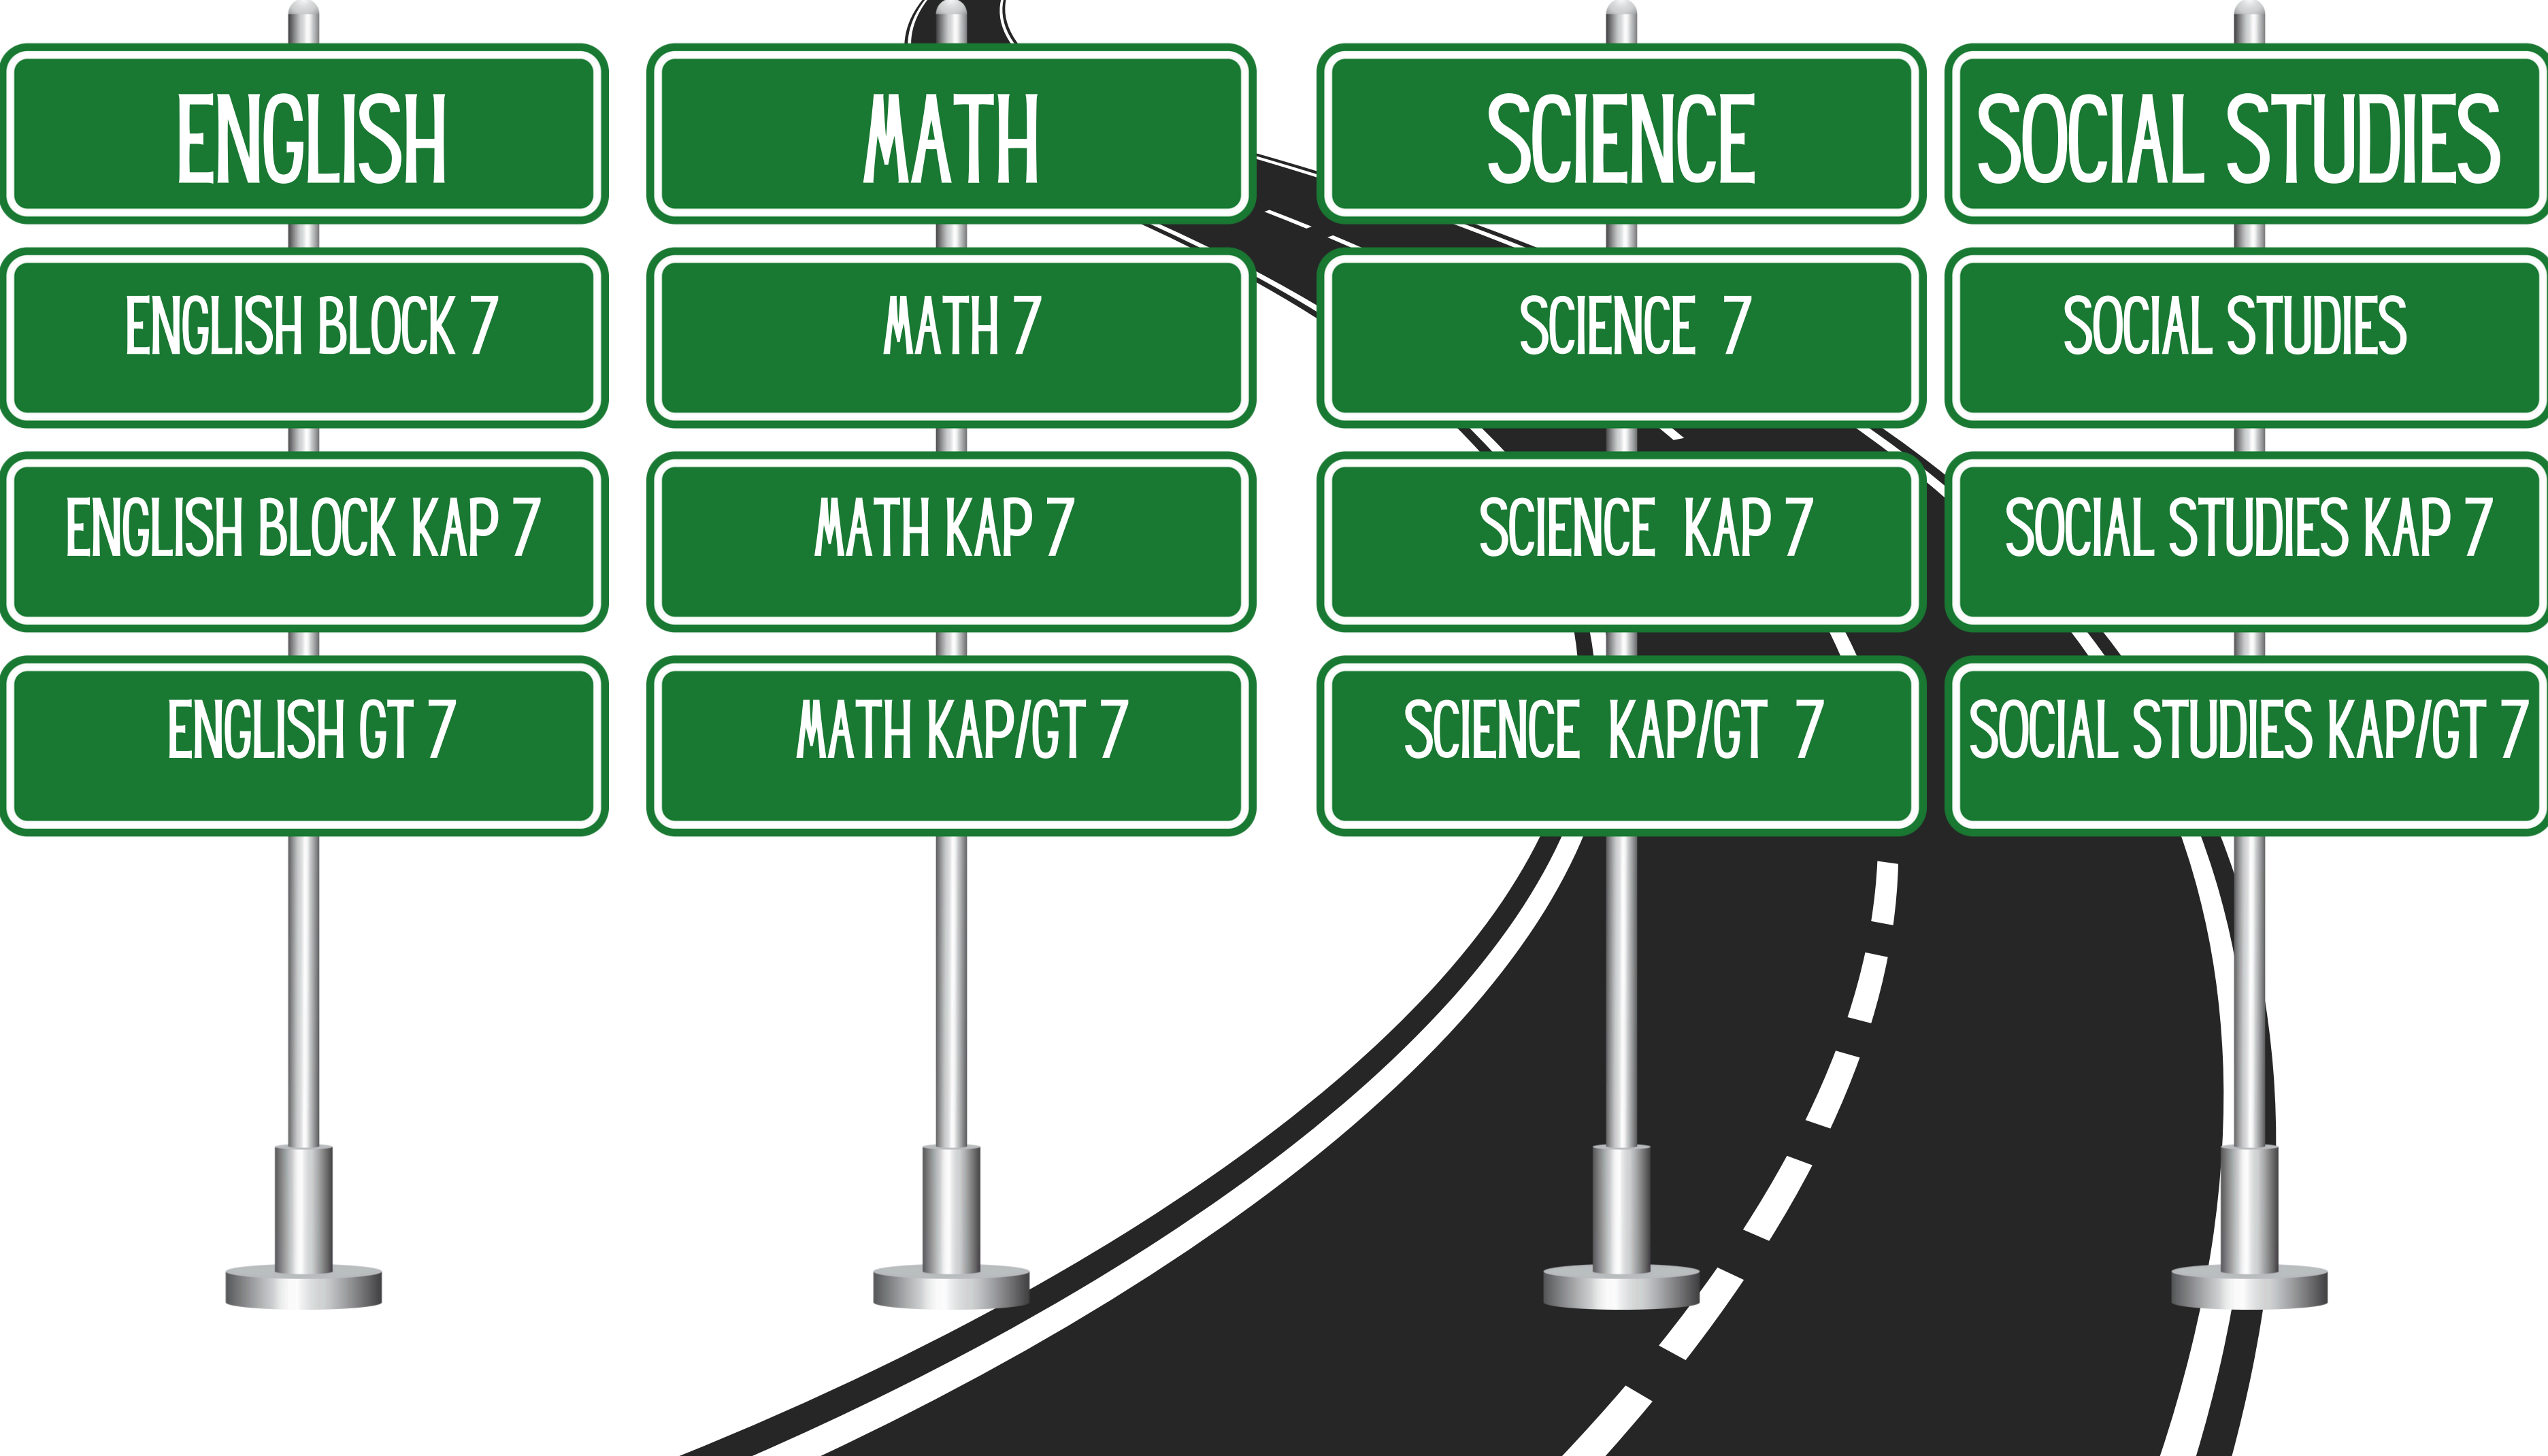 ENGLISH
ENGLISH BLOCK 7
ENGLISH BLOCK KAP 7
ENGLISH GT 7
MATH
MATH 7
MATH KAP 7
MATH KAP/GT 7
SCIENCE
SCIENCE 7
SCIENCE KAP 7
SCIENCE KAP/GT 7
SOCIAL STUDIES
SOCIAL STUDIES
SOCIAL STUDIES KAP 7
SOCIAL STUDIES KAP/GT 7